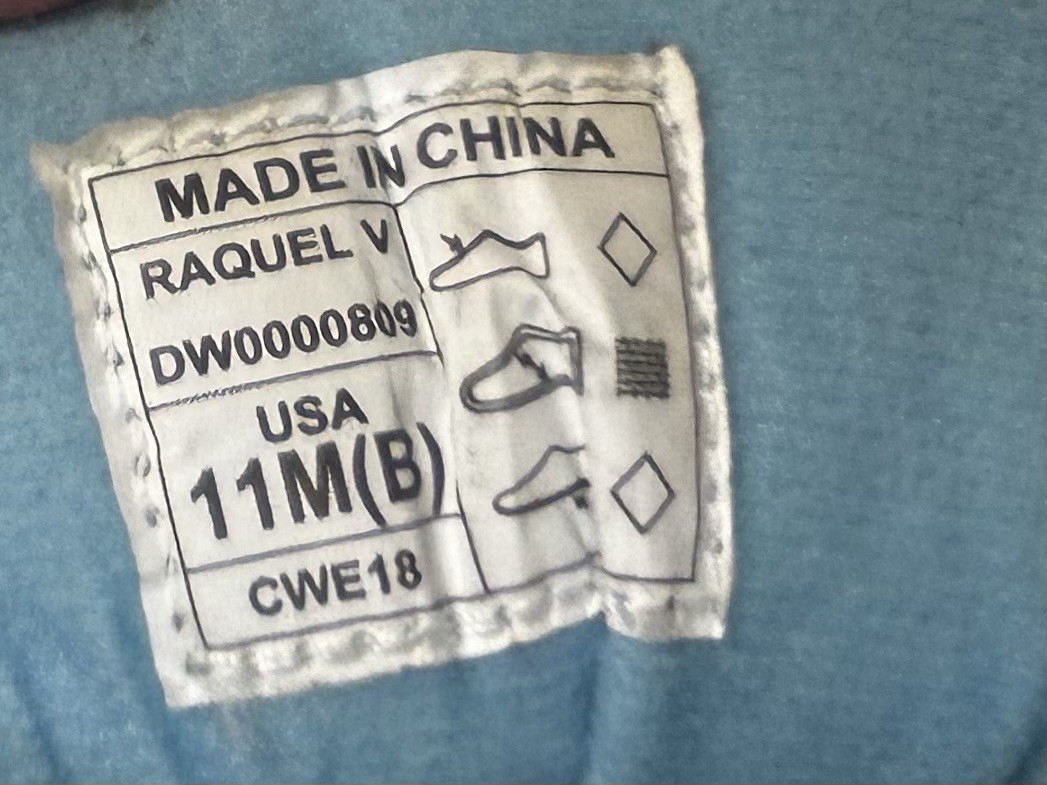 MADE IN CHINA
RAQUEL V
DW0000809
USA
11M(B)
CWE18